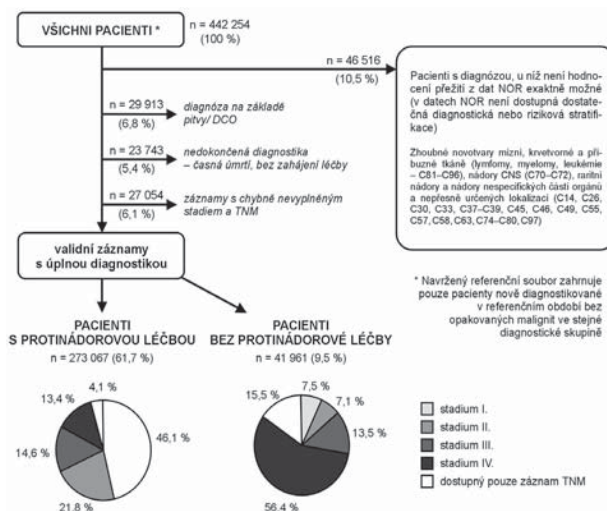 VŠICHNI PACIENTI *
n = 442 254
(100 %)
n = 46 516
(10,5 %)
Pacienti s diagnózou, u níž není hodno-
cení přežití z dat NOR exaktně možné
(v datech NOR není dostupná dostate-
čná diagnostická nebo riziková stratifi-
kace)
Zhoubné novotvary mízní, krvetvorné a při-
buzné tkáně (lymfomy, myelomy, leukémie
– C81–C96), nádory CNS (C70–C72), raritní
nádory a nádory nespecifických částí orgánů
a nepřesně určených lokalizací (C14, C26,
C30, C33, C37–C39, C45, C46, C49, C55,
C57, C58, C63, C74–C80, C97)
n = 29 913
(6,8 %)
diagnóza na základě
pitvy/ DCO
n = 23 743
(5,4 %)
nedokončená diagnostika
– časná úmrtí, bez zahájení léčby
n = 27 054
(6,1 %)
záznamy s chybně nevyplněným
stadiem a TNM
validní záznamy
s úplnou diagnostikou
* Navržený referenční soubor zahrnuje
pouze pacienty nově diagnostikované
v referenčním období bez
opakovaných malignit ve stejné
diagnostické skupině
PACIENTI
S PROTINÁDOROVOU LÉČBOU
n = 273 067 (61,7 %)
PACIENTI
BEZ PROTINÁDOROVÉ LÉČBY
n = 41 961 (9,5 %)
4,1 %
13,4 %
14,6 %
21,8 %
46,1 %
7,5 %
15,5 %
7,1 %
13,5 %
56,4 %
stadium I.
stadium II.
stadium III.
stadium IV.
dostupný pouze záznam TNM